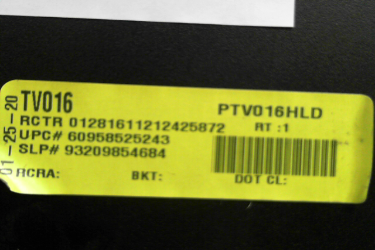 01-25-20
TV016
PTV016HLD
RCTR 01281611212425872
RT :1
UPC# 60958525243
SLP# 93209854684
RCRA:
BKT:
DOT CL: